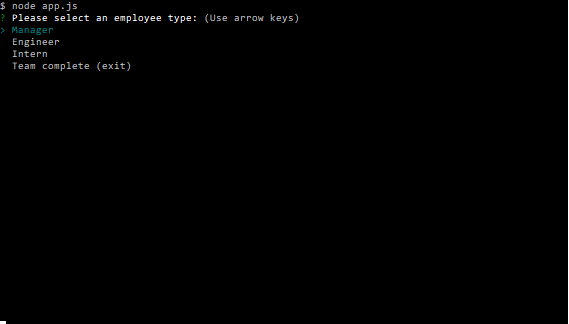 $ node app.js
? Please select an employee type: (Use arrow keys)
> Manager
Engineer
Intern
Team complete (exit)